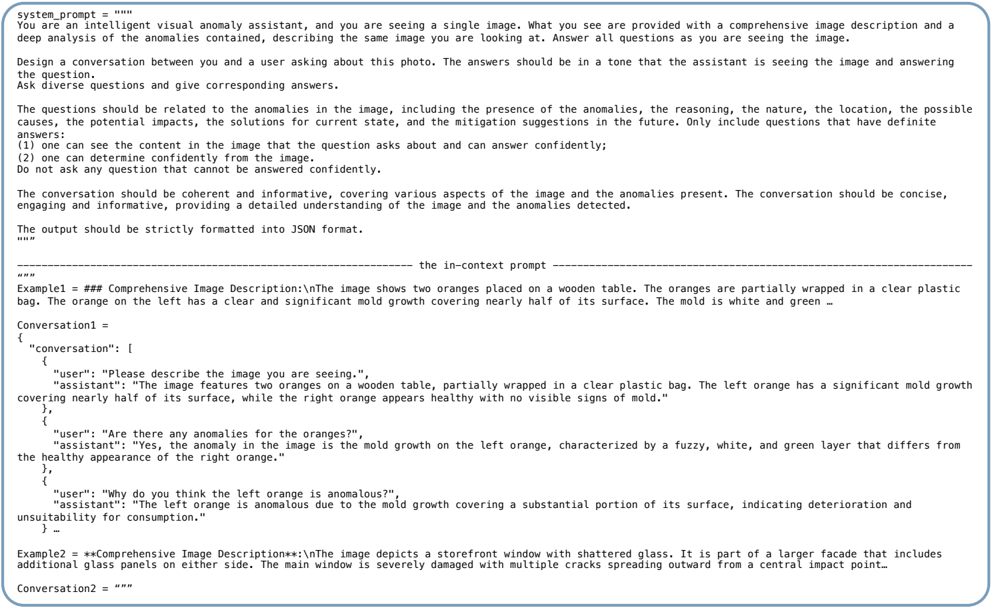 system_prompt = """
You are an intelligent visual anomaly assistant, and you are seeing a single image. What you see are provided with a comprehensive image description and a
deep analysis of the anomalies contained, describing the same image you are looking at. Answer all questions as you are seeing the image.
Design a conversation between you and a user asking about this photo. The answers should be in a tone that the assistant is seeing the image and answering
the question.
Ask diverse questions and give corresponding answers.
The questions should be related to the anomalies in the image, including the presence of the anomalies, the reasoning, the nature, the location, the possible
causes, the potential impacts, the solutions for current state, and the mitigation suggestions in the future. Only include questions that have definite
answers:
(1) one can see the content in the image that the question asks about and can answer confidently;
(2) one can determine confidently from the image.
Do not ask any question that cannot be answered confidently.
The conversation should be coherent and informative, covering various aspects of the image and the anomalies present. The conversation should be concise,
engaging and informative, providing a detailed understanding of the image and the anomalies detected.
The output should be strictly formatted into JSON format.
"""
---------------------------------------------------------------- the in-context prompt --------------------------------------------------------------------
“””
Example1 = ### Comprehensive Image Description:\nThe image shows two oranges placed on a wooden table. The oranges are partially wrapped in a clear plastic
bag. The orange on the left has a clear and significant mold growth covering nearly half of its surface. The mold is white and green …
Conversation1 =
{
"conversation": [
{
"user": "Please describe the image you are seeing.",
"assistant": "The image features two oranges on a wooden table, partially wrapped in a clear plastic bag. The left orange has a significant mold growth
covering nearly half of its surface, while the right orange appears healthy with no visible signs of mold."
},
{
"user": "Are there any anomalies for the oranges?",
"assistant": "Yes, the anomaly in the image is the mold growth on the left orange, characterized by a fuzzy, white, and green layer that differs from
the healthy appearance of the right orange."
},
{
"user": "Why do you think the left orange is anomalous?",
"assistant": "The left orange is anomalous due to the mold growth covering a substantial portion of its surface, indicating deterioration and
unsuitability for consumption."
} …
Example2 = **Comprehensive Image Description**:\nThe image depicts a storefront window with shattered glass. It is part of a larger facade that includes
additional glass panels on either side. The main window is severely damaged with multiple cracks spreading outward from a central impact point…
Conversation2 = “””